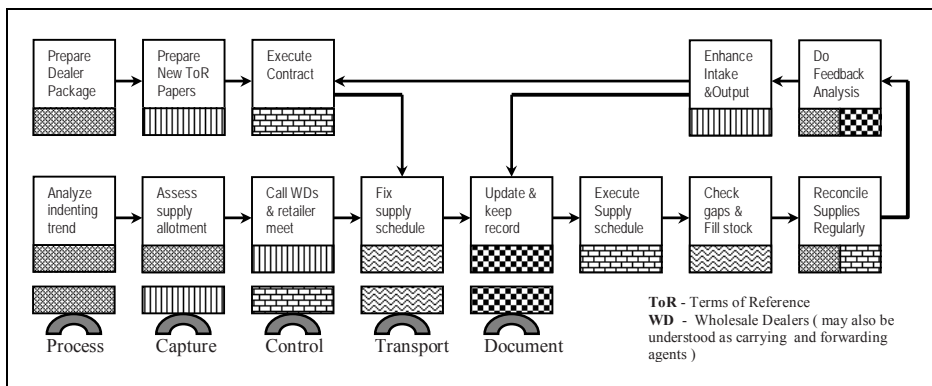 Prepare
Dealer
Package
Prepare
New ToR
Papers
Execute
Contract
Enhance
Intake
&Output
Do
Feedback
Analysis
Analyze
indenting
trend
Assess
supply
allotment
Call WDs
& retailer
meet
Fix
supply
schedule
Update &
keep
record
Execute
Supply
schedule
Check
gaps &
Fill stock
Reconcile
Supplies
Regularly
Process
Capture
Control
Transport
Document
ToR - Terms of Reference
WD - Wholesale Dealers ( may also be
understood as carrying and forwarding
agents )